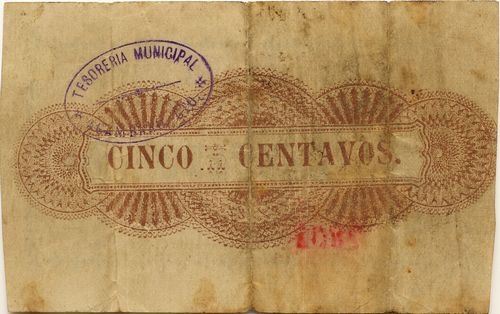 TESORERIA MUNICIPAL
CINCO CENTAVOS.